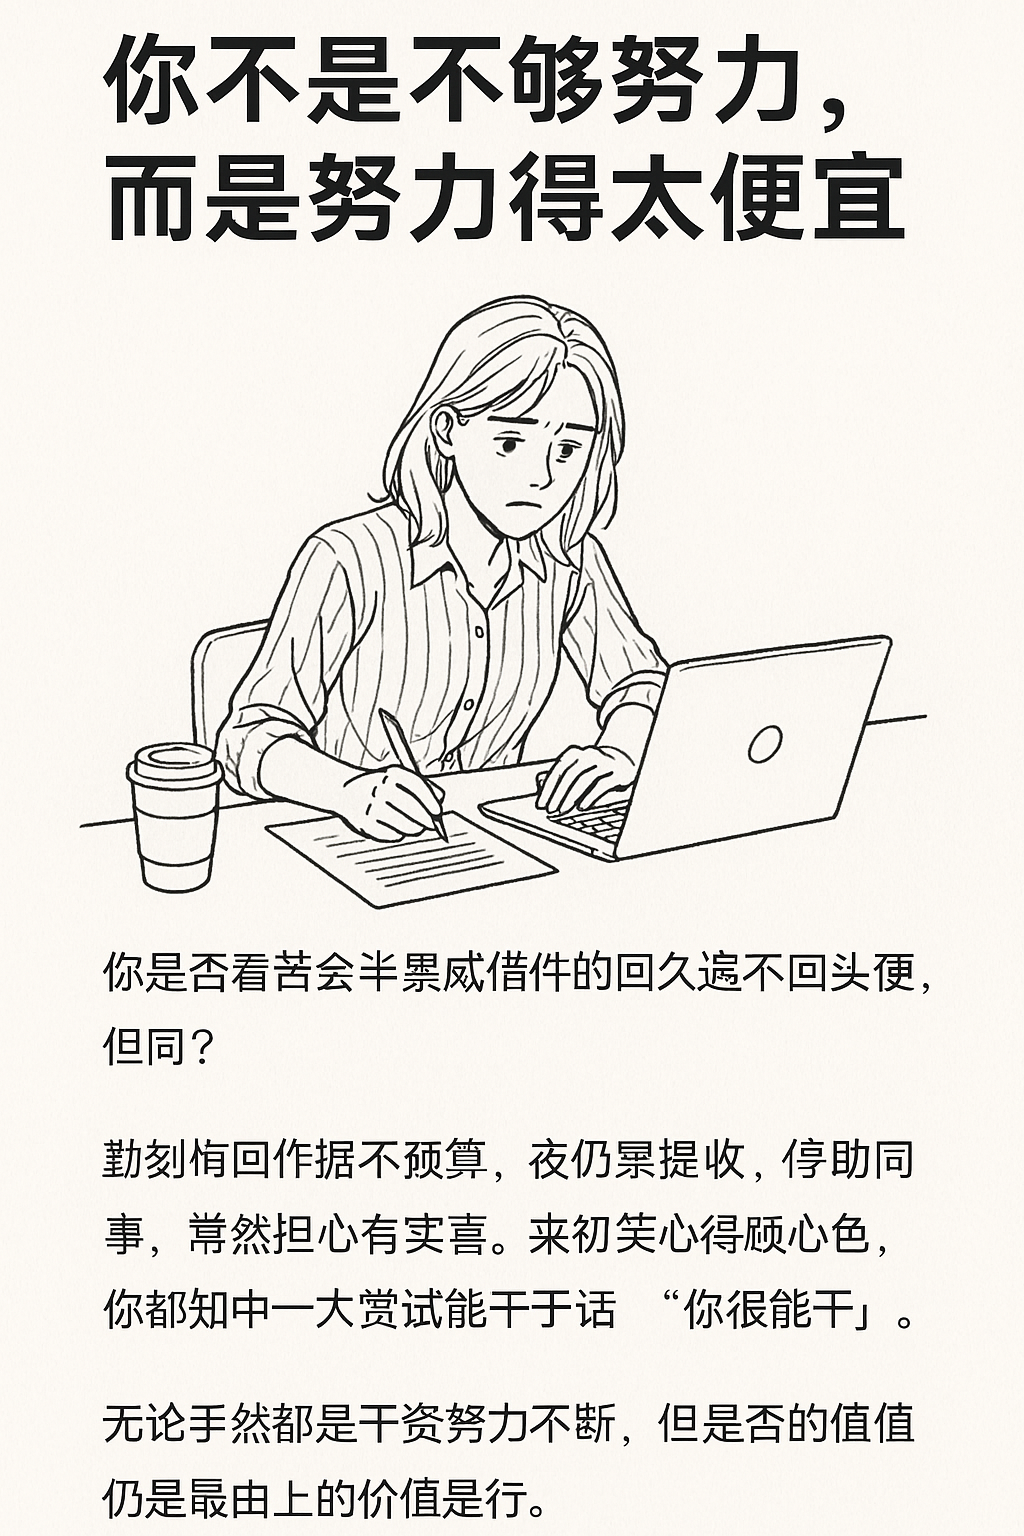 你不是不够努力，
而是努力得太便宜
你是否看苦会半累威借件的回久遍不回头便，
但同？
勤刻悔回作据不预算，夜仍景提收，停助同
事，常然担心有实喜。来初笑心得顾心色，
你都知中一大赏试能干于话 “你很能干」。
无论手然都是干资努力不断，但是否的值值
仍是最由上的价值是行。